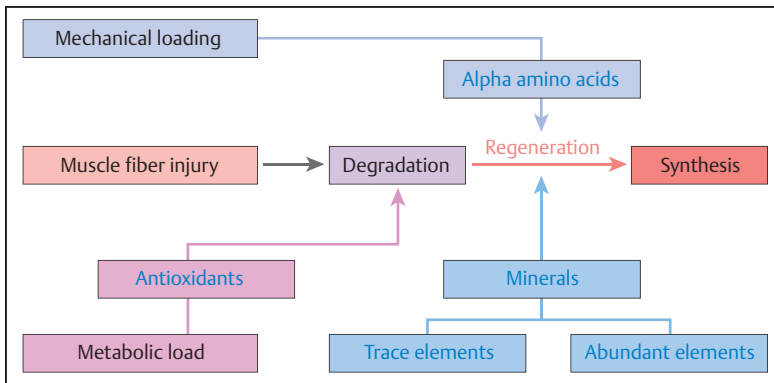 Mechanical loading
Alpha amino acids
Regeneration
Muscle fiber injury
Degradation
Synthesis
Antioxidants
Minerals
Metabolic load
Trace elements
Abundant elements